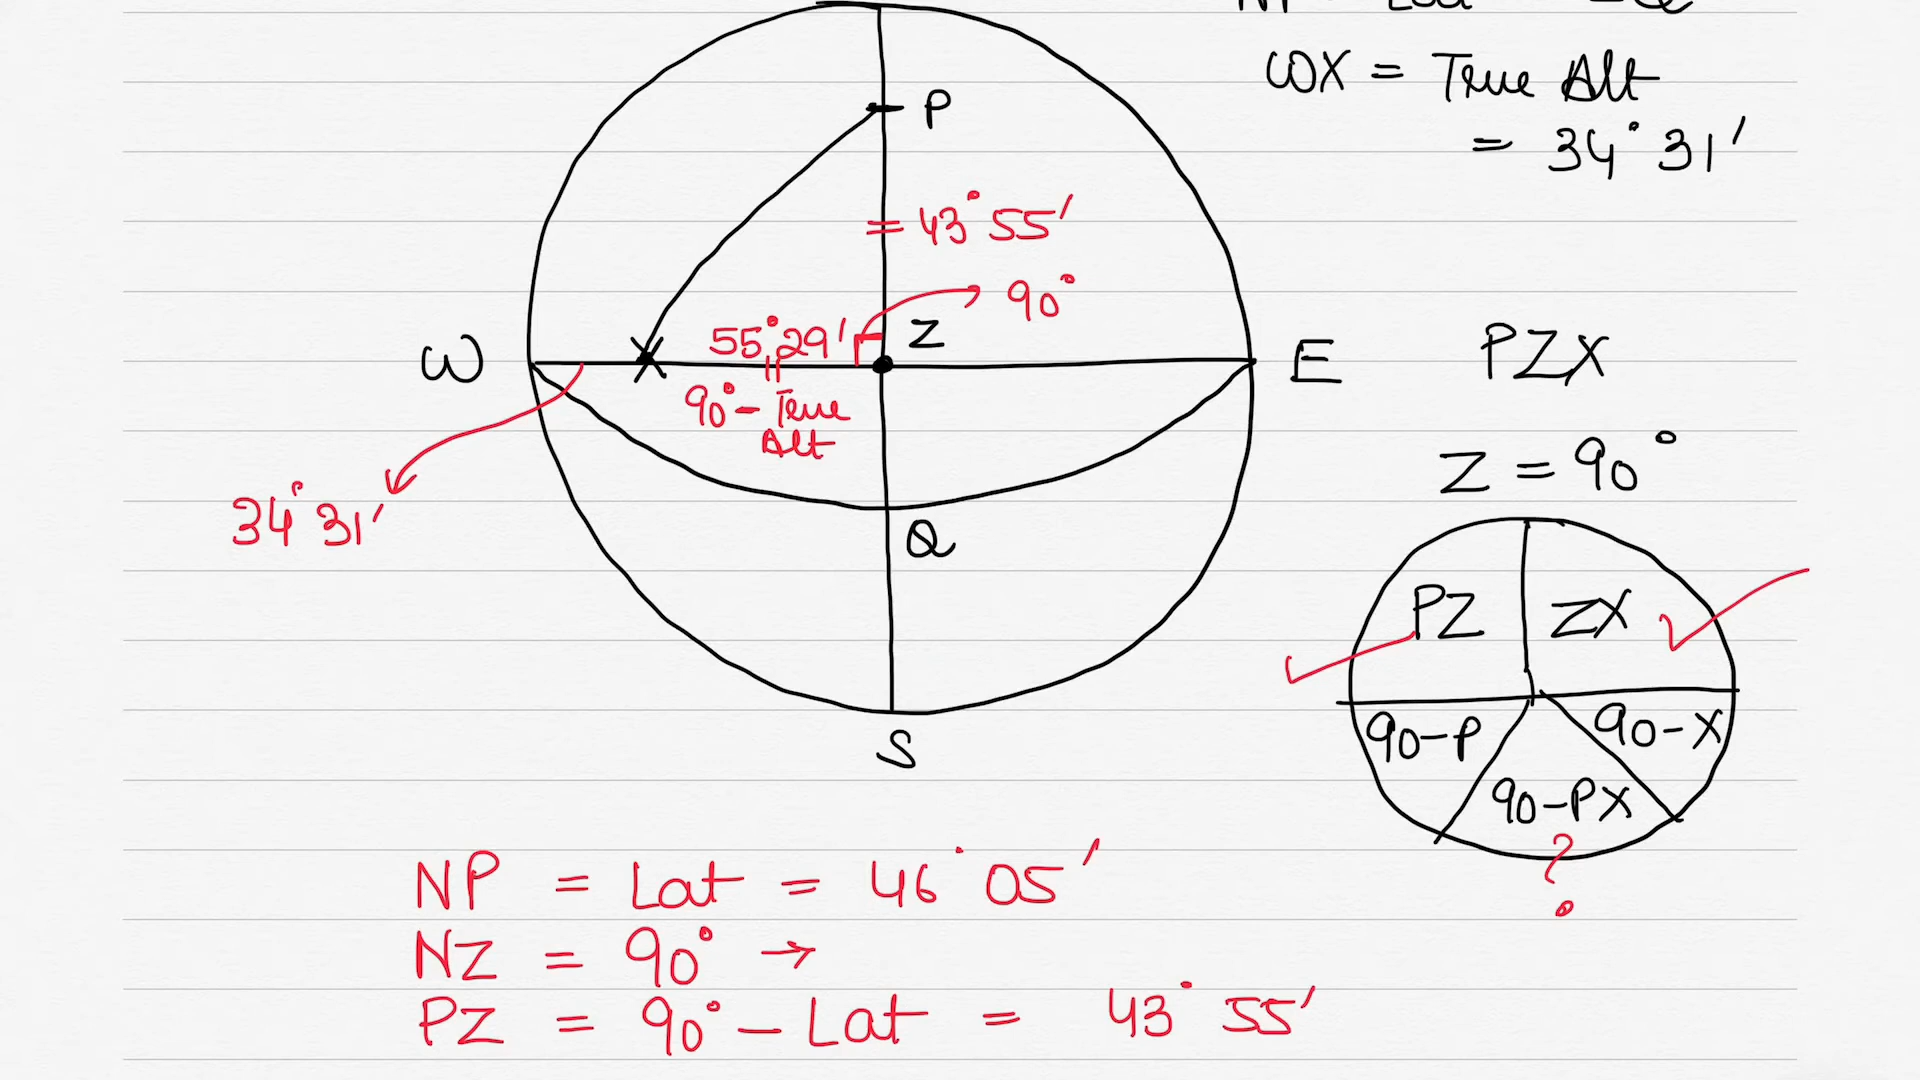 WX = True Alt
= 34° 31'
P
= 43° 55'
90°
55° 29'
Z
W
E
90° - True
Alt
34° 31'
Q
S
PZX
Z = 90°
PZ
ZX
90-P
90-X
90-PX
?
NP = Lat = 46° 05'
NZ = 90° →
PZ = 90° - Lat = 43° 55'